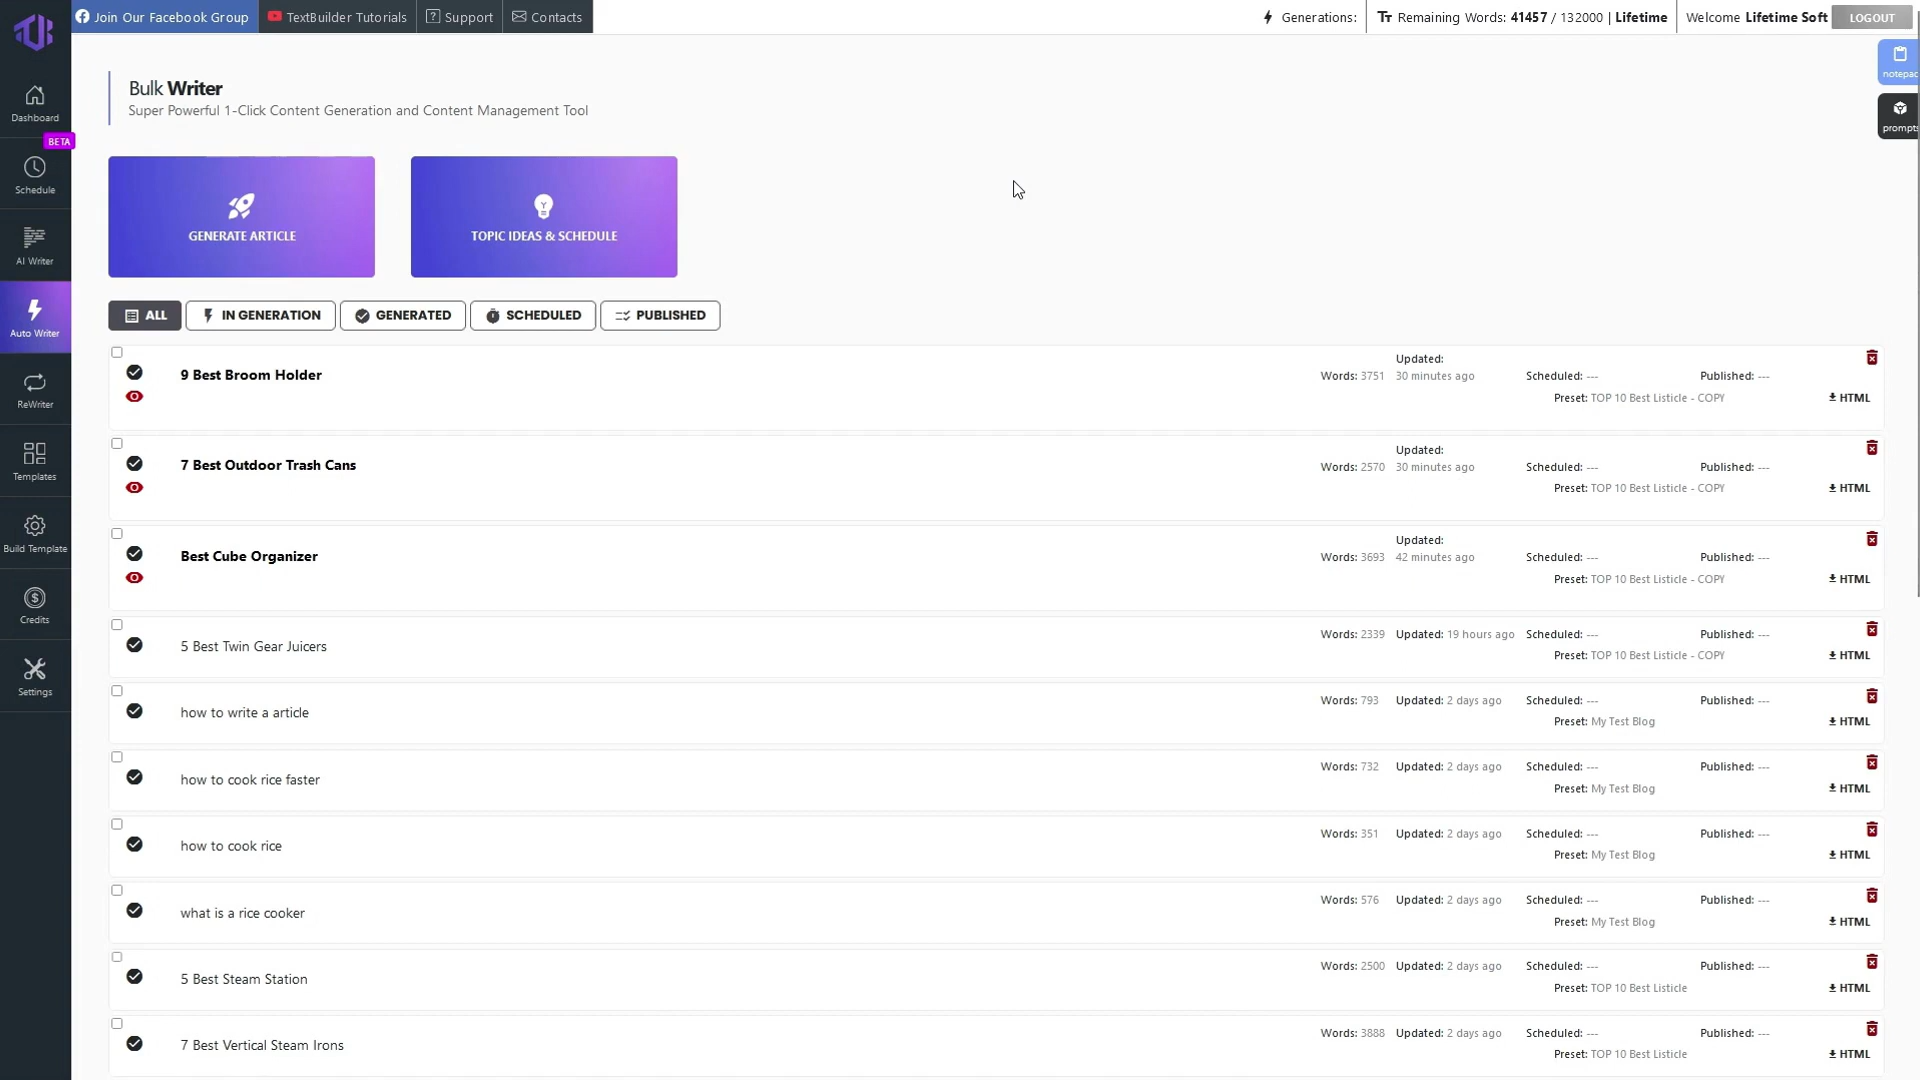 Join Our Facebook Group
TextBuilder Tutorials
Support
Contacts
Generations:
Remaining Words: 41457 / 132000 | Lifetime
Welcome Lifetime Soft
LOGOUT
Dashboard
BETA
Schedule
AI Writer
Auto Writer
ReWriter
Templates
Build Template
Credits
Settings
Bulk Writer
Super Powerful 1-Click Content Generation and Content Management Tool
prompts
GENERATE ARTICLE
TOPIC IDEAS & SCHEDULE
ALL
IN GENERATION
GENERATED
SCHEDULED
PUBLISHED
9 Best Broom Holder
Words: 3751
Updated:
30 minutes ago
Scheduled: ---
Published: ---
Preset: TOP 10 Best Listicle - COPY
HTML
7 Best Outdoor Trash Cans
Words: 2570
Updated:
30 minutes ago
Scheduled: ---
Published: ---
Preset: TOP 10 Best Listicle - COPY
HTML
Best Cube Organizer
Words: 3693
Updated:
42 minutes ago
Scheduled: ---
Published: ---
Preset: TOP 10 Best Listicle - COPY
HTML
5 Best Twin Gear Juicers
Words: 2339
Updated: 19 hours ago
Scheduled: ---
Published: ---
Preset: TOP 10 Best Listicle - COPY
HTML
how to write a article
Words: 793
Updated: 2 days ago
Scheduled: ---
Published: ---
Preset: My Test Blog
HTML
how to cook rice faster
Words: 732
Updated: 2 days ago
Scheduled: ---
Published: ---
Preset: My Test Blog
HTML
how to cook rice
Words: 351
Updated: 2 days ago
Scheduled: ---
Published: ---
Preset: My Test Blog
HTML
what is a rice cooker
Words: 576
Updated: 2 days ago
Scheduled: ---
Published: ---
Preset: My Test Blog
HTML
5 Best Steam Station
Words: 2500
Updated: 2 days ago
Scheduled: ---
Published: ---
Preset: TOP 10 Best Listicle
HTML
7 Best Vertical Steam Irons
Words: 3888
Updated: 2 days ago
Scheduled: ---
Published: ---
Preset: TOP 10 Best Listicle
HTML